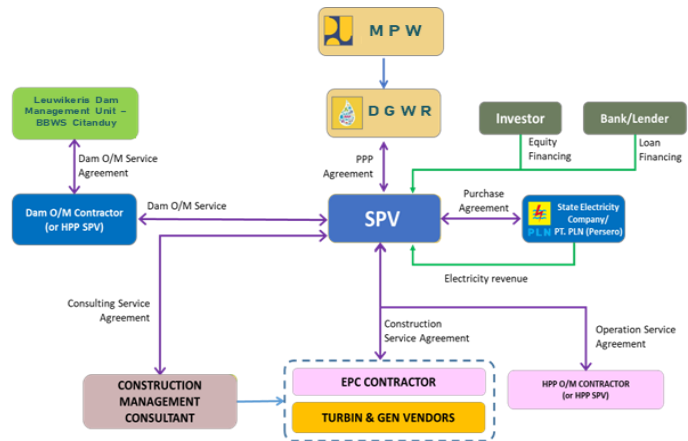 MPW
DGWR
Leuwikeris Dam
Management Unit –
BBWS Citanduy
Investor
Bank/Lender
Equity
Financing
Loan
Financing
Dam O/M Service
Agreement
PPP
Agreement
Purchase
Agreement
Dam O/M Contractor
(or HPP SPV)
Dam O/M Service
SPV
PLN
State Electricity
Company/
PT. PLN (Persero)
Electricity revenue
Consulting Service
Agreement
Construction
Service Agreement
Operation Service
Agreement
CONSTRUCTION
MANAGEMENT
CONSULTANT
EPC CONTRACTOR
TURBIN & GEN VENDORS
HPP O/M CONTRACTOR
(or HPP SPV)